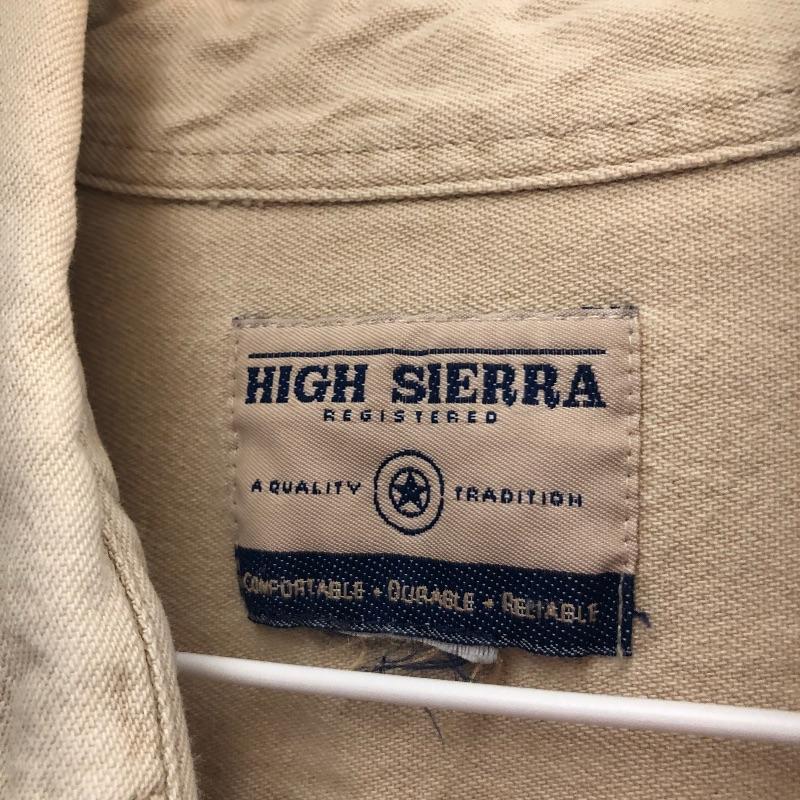 HIGH SIERRA
REGISTERED
A QUALITY TRADITION
COMFORTABLE • DURABLE • RELIABLE